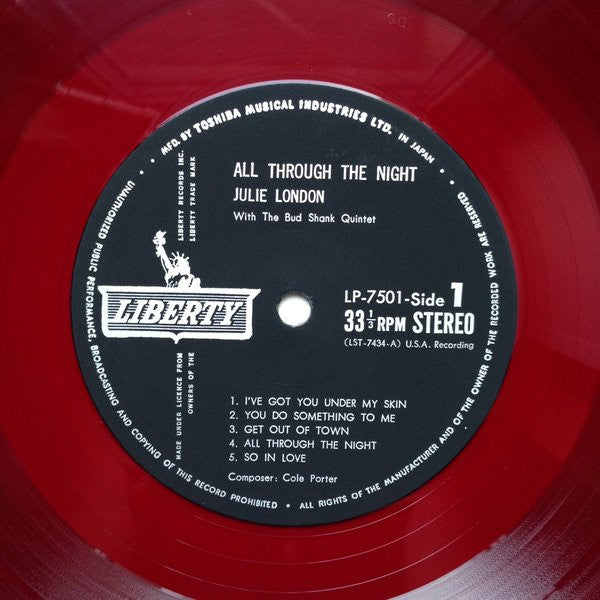 • MFD. BY TOSHIBA MUSICAL INDUSTRIES LTD. IN JAPAN •
ALL THROUGH THE NIGHT
JULIE LONDON
With The Bud Shank Quintet
LIBERTY RECORDS INC.
LIBERTY TRADE MARK
LIBERTY
MADE UNDER LICENCE FROM
OWNERS OF THE
LP-7501-Side 1
33 1/3 RPM STEREO
(LST-7434-A) U.S.A. Recording
1. I'VE GOT YOU UNDER MY SKIN
2. YOU DO SOMETHING TO ME
3. GET OUT OF TOWN
4. ALL THROUGH THE NIGHT
5. SO IN LOVE
Composer: Cole Porter
UNAUTHORIZED PUBLIC PERFORMANCE, BROADCASTING AND COPYING OF THIS RECORD PROHIBITED • ALL RIGHTS OF THE MANUFACTURER AND OF THE OWNER OF THE RECORDED WORK ARE RESERVED